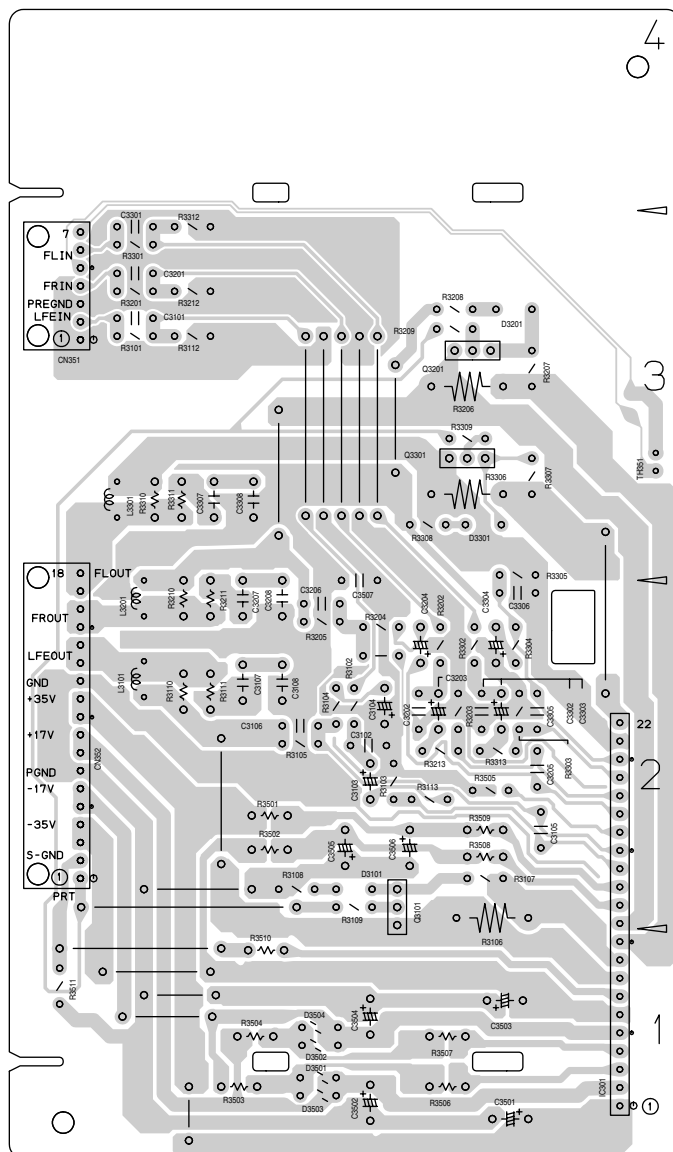 4
C3301
R3312
7
FLIN
R3301
C3201
FRIN
R3201
R3212
PREGND
LFEIN
C3101
1
R3101
R3112
CN351
R3208
R3209
D3201
Q3201
R3207
R3206
3
R3309
Q3301
R3306
R3307
TH351
R3308
D3301
L3301
R3310
R3311
C3307
C3308
18
FLOUT
FROUT
LFEOUT
GND
+35V
+17V
PGND
-17V
-35V
S-GND
1
CN352
PRT
L3201
R3210
R3211
C3207
C3208
C3206
R3205
C3507
R3204
C3204
R3202
R3302
C3304
C3306
R3305
R3304
L3101
R3110
R3111
C3107
C3108
R3102
R3104
C3104
C3106
R3105
C3102
C3103
R3103
C3203
C3202
R3203
C3305
C3302
C3303
R3213
R3313
C3205
R3303
22
2
R3505
R3113
R3501
R3502
C3505
C3506
R3509
R3508
C3105
R3108
D3101
R3107
R3109
Q3101
R3106
R3510
R3511
C3504
C3503
R3504
D3504
D3502
R3507
1
D3501
R3503
D3503
C3502
R3506
C3501
IC301
1